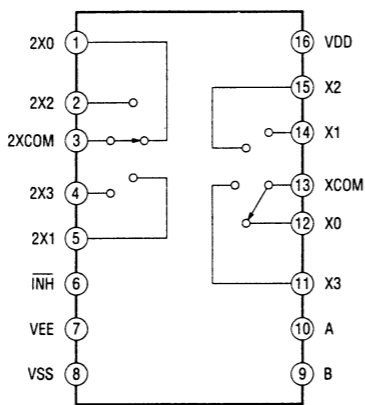 2X0 1
2X2 2
2XCOM 3
2X3 4
2X1 5
I̅N̅H̅ 6
VEE 7
VSS 8
16 VDD
15 X2
14 X1
13 XCOM
12 X0
11 X3
10 A
9 B